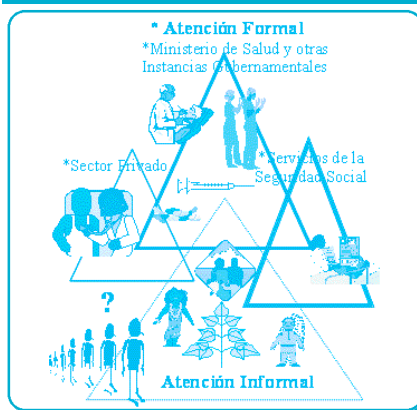 * Atención Formal
*Ministerio de Salud y otras
Instancias Gubernamentales
*Sector Privado
*Servicios de la
Seguridad Social
?
Atención Informal